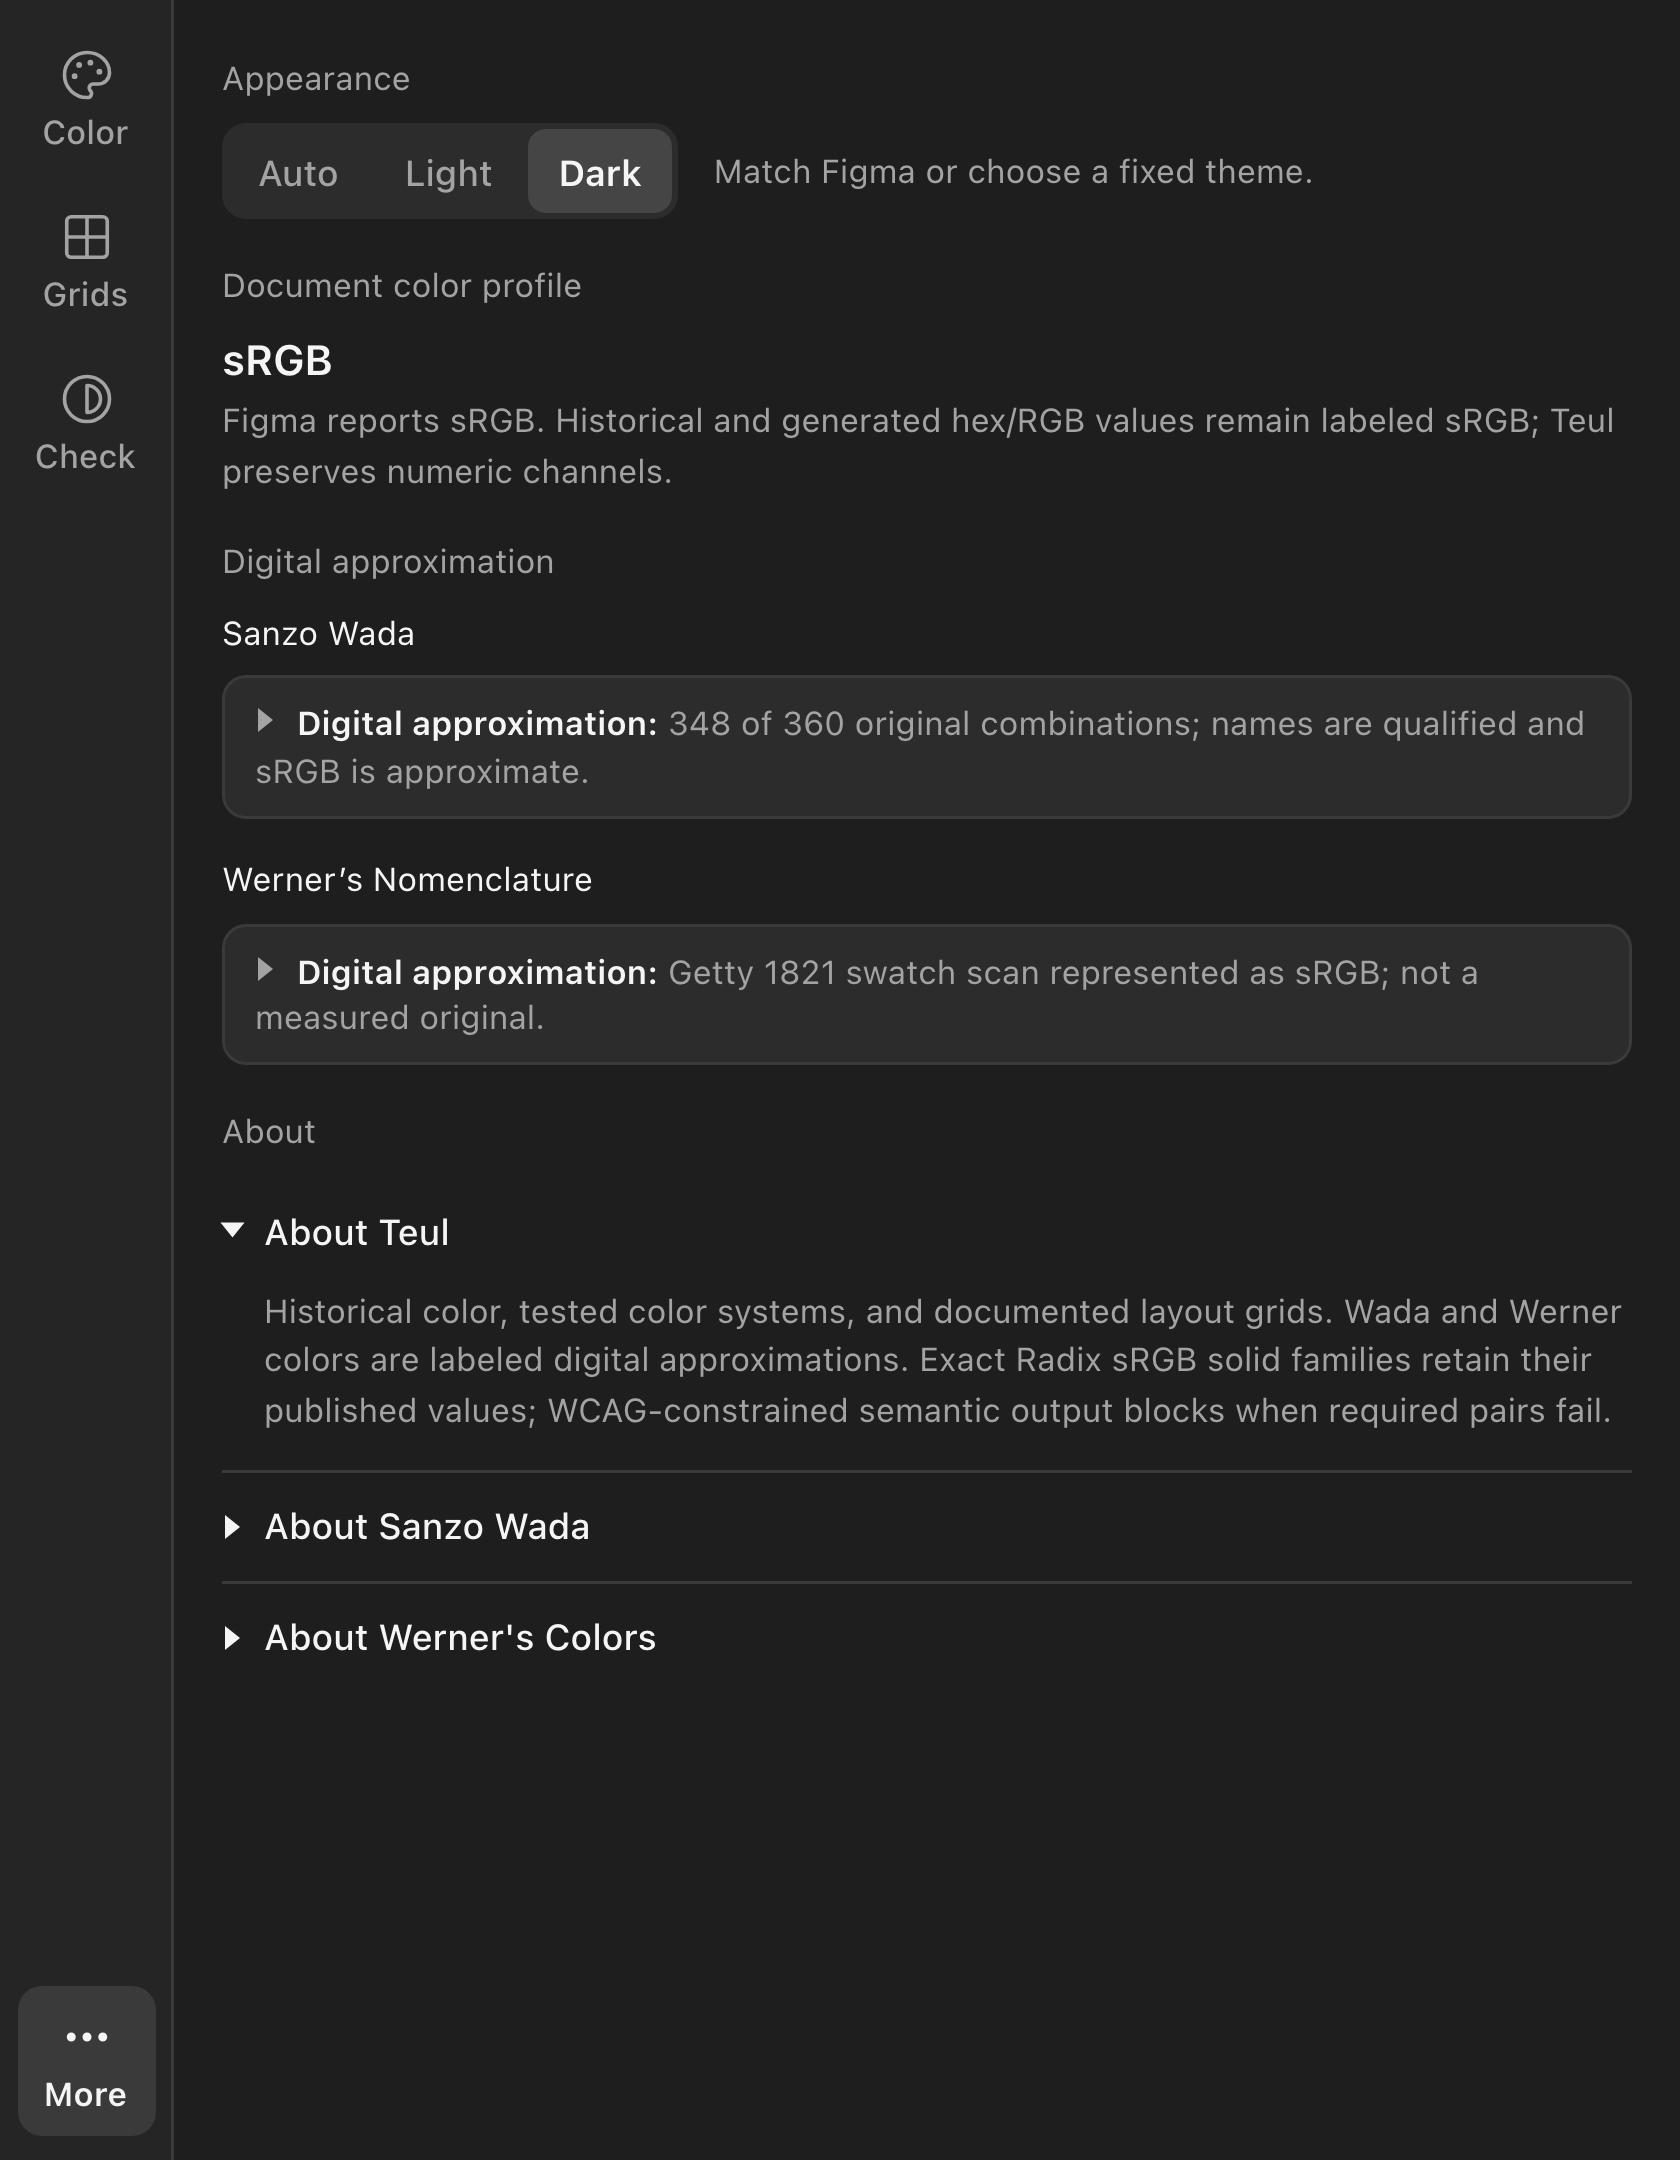 Color
Grids
Check
More
Appearance
Auto Light Dark Match Figma or choose a fixed theme.
Document color profile
sRGB
Figma reports sRGB. Historical and generated hex/RGB values remain labeled sRGB; Teul
preserves numeric channels.
Digital approximation
Sanzo Wada
Digital approximation: 348 of 360 original combinations; names are qualified and
sRGB is approximate.
Werner’s Nomenclature
Digital approximation: Getty 1821 swatch scan represented as sRGB; not a
measured original.
About
About Teul
Historical color, tested color systems, and documented layout grids. Wada and Werner
colors are labeled digital approximations. Exact Radix sRGB solid families retain their
published values; WCAG-constrained semantic output blocks when required pairs fail.
About Sanzo Wada
About Werner's Colors